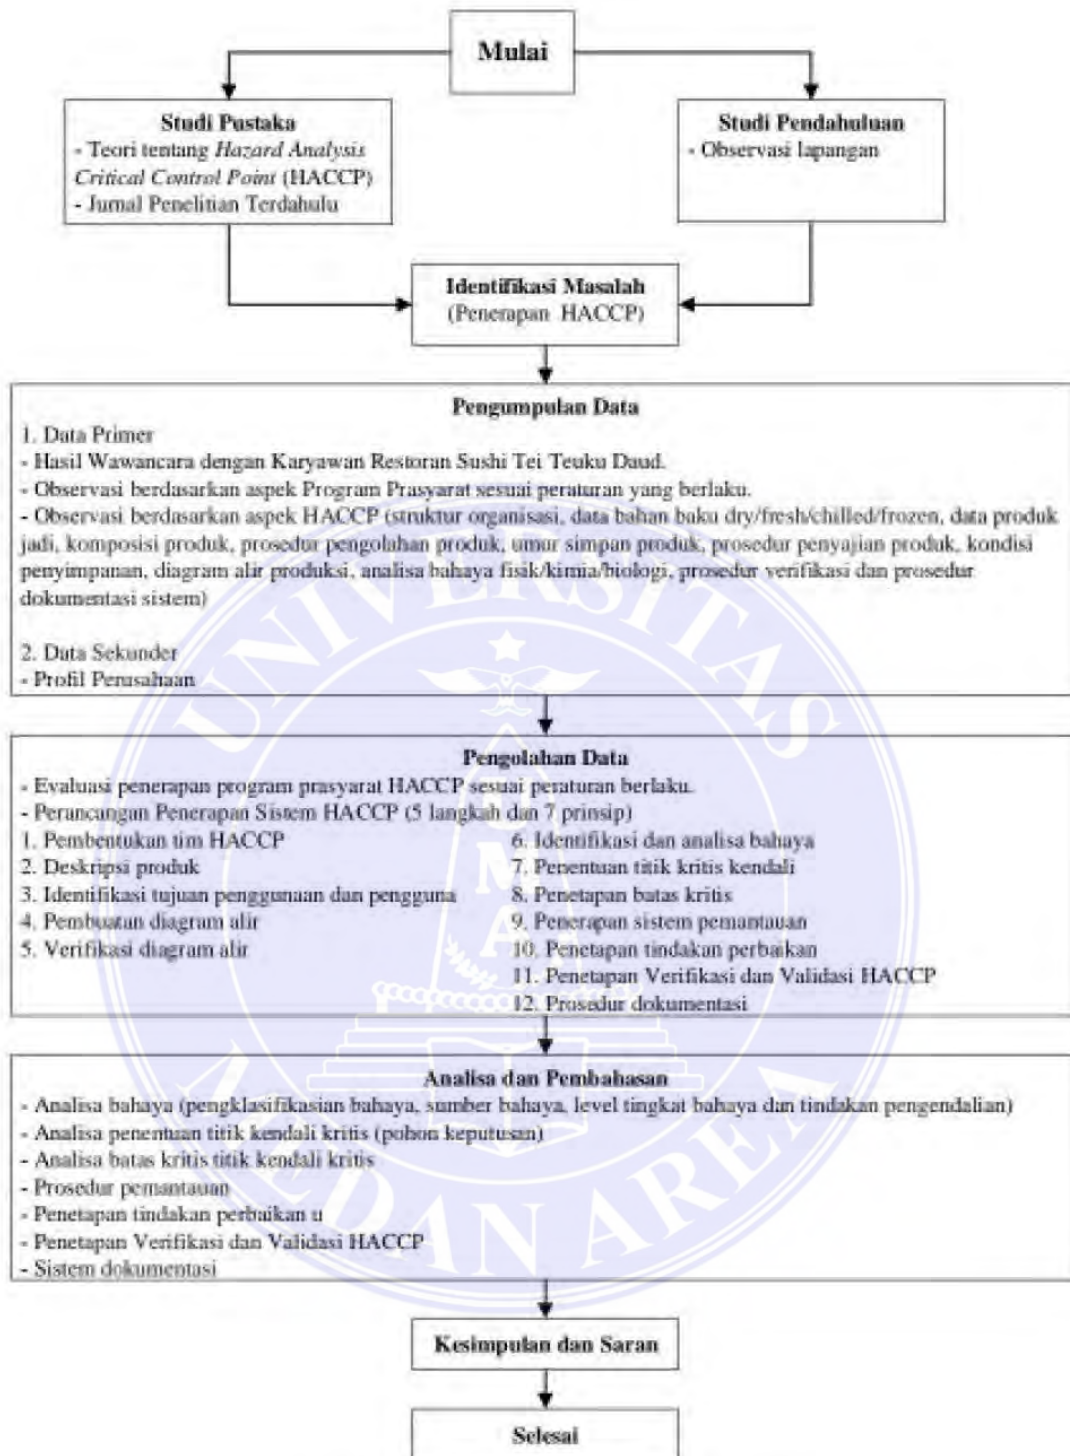 Mulai
Studi Pustaka
- Teori tentang Hazard Analysis
Critical Control Point (HACCP)
- Jurnal Penelitian Terdahulu
Studi Pendahuluan
- Observasi lapangan
Identifikasi Masalah
(Penerapan HACCP)
Pengumpulan Data
1. Data Primer
- Hasil Wawancara dengan Karyawan Restoran Sushi Tei Teuku Daud.
- Observasi berdasarkan aspek Program Prasyarat sesuai peraturan yang berlaku.
- Observasi berdasarkan aspek HACCP (struktur organisasi, data bahan baku dry/fresh/chilled/frozen, data produk
jadi, komposisi produk, prosedur pengolahan produk, umur simpan produk, prosedur penyajian produk, kondisi
penyimpanan, diagram alir produksi, analisa bahaya fisik/kimia/biologi, prosedur verifikasi dan prosedur
dokumentasi sistem)
2. Data Sekunder
- Profil Perusahaan
Pengolahan Data
- Evaluasi penerapan program prasyarat HACCP sesuai peraturan berlaku.
- Perancangan Penerapan Sistem HACCP (5 langkah dan 7 prinsip)
1. Pembentukan tim HACCP
2. Deskripsi produk
3. Identifikasi tujuan penggunaan dan pengguna
4. Pembuatan diagram alir
5. Verifikasi diagram alir
6. Identifikasi dan analisa bahaya
7. Penentuan titik kritis kendali
8. Penetapan batas kritis
9. Penerapan sistem pemantauan
10. Penetapan tindakan perbaikan
11. Penetapan Verifikasi dan Validasi HACCP
12. Prosedur dokumentasi
Analisa dan Pembahasan
- Analisa bahaya (pengklasifikasian bahaya, sumber bahaya, level tingkat bahaya dan tindakan pengendalian)
- Analisa penentuan titik kendali kritis (pohon keputusan)
- Analisa batas kritis titik kendali kritis
- Prosedur pemantauan
- Penetapan tindakan perbaikan u
- Penetapan Verifikasi dan Validasi HACCP
- Sistem dokumentasi
Kesimpulan dan Saran
Selesai
UNIVERSITAS
MEDAN AREA
UMA